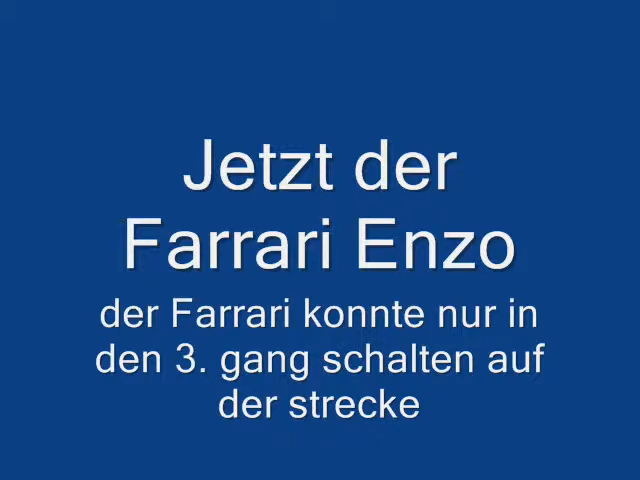 Jetzt der
Farrari Enzo
der Farrari konnte nur in
den 3. gang schalten auf
der strecke